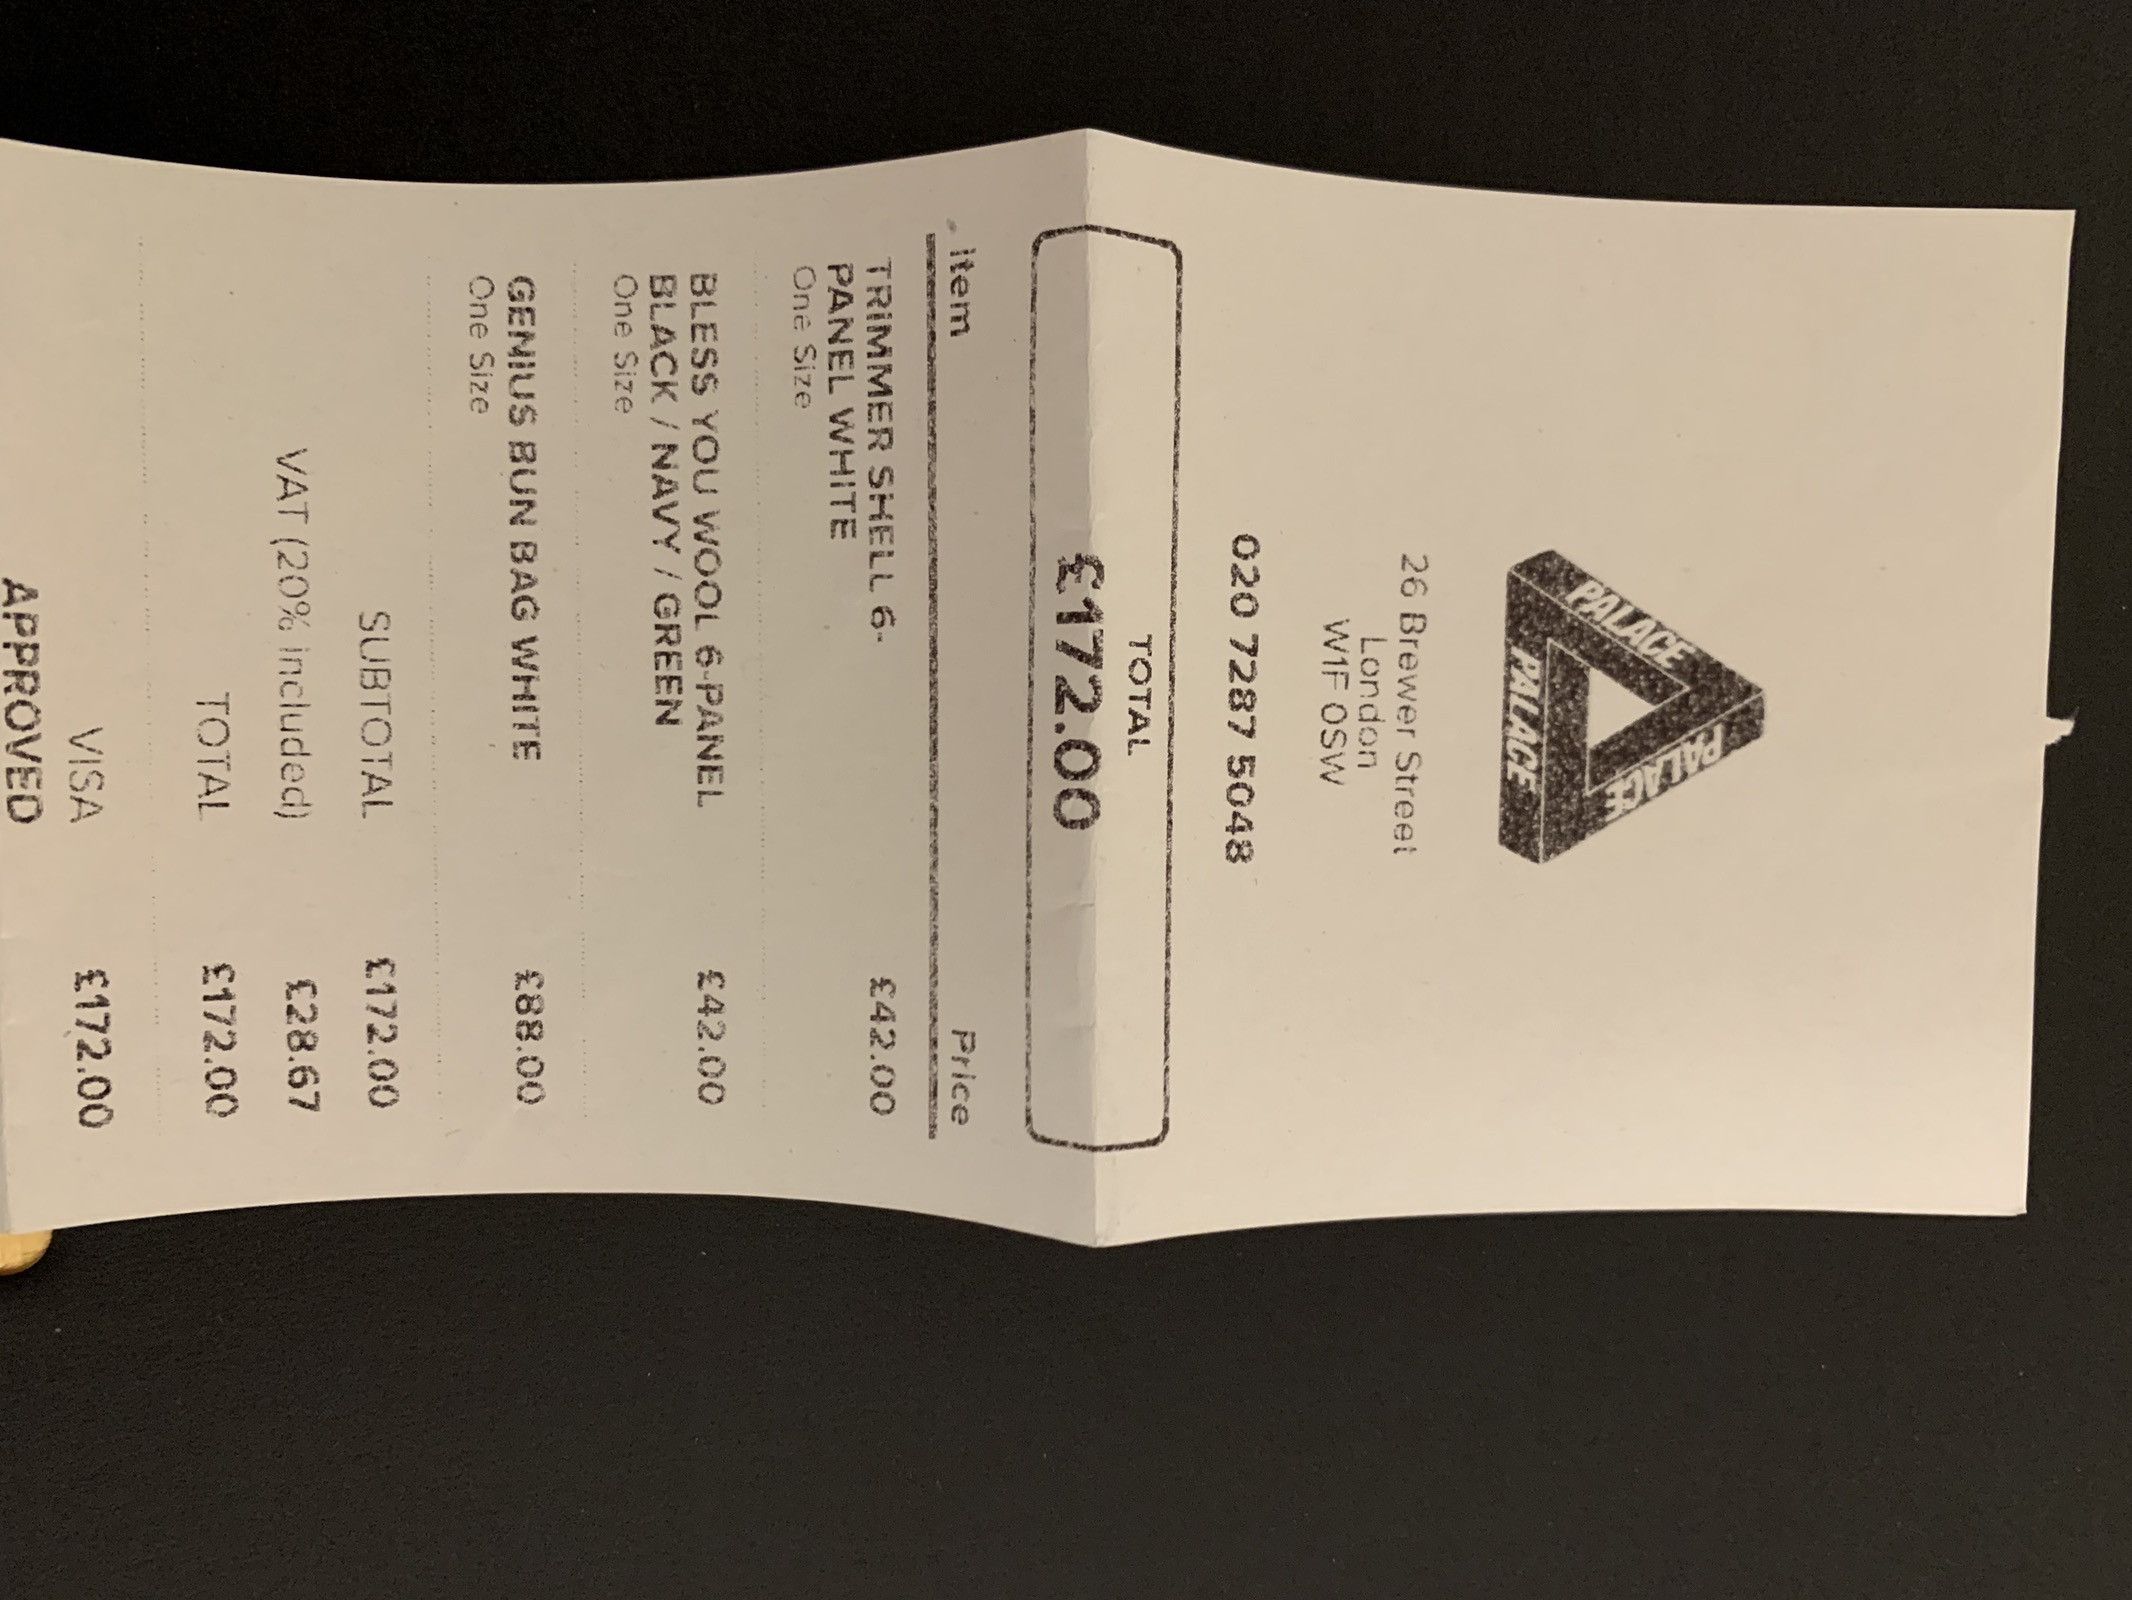 PALACE
PALACE
PALACE
26 Brewer Street
London
W1F 0SW
020 7287 5048
TOTAL
£172.00
Item Price
TRIMMER SHELL 6- £42.00
PANEL WHITE
One Size
BLESS YOU WOOL 6-PANEL £42.00
BLACK / NAVY / GREEN
One Size
GENIUS BUN BAG WHITE £88.00
One Size
SUBTOTAL £172.00
VAT (20% included) £28.67
TOTAL £172.00
VISA £172.00
APPROVED